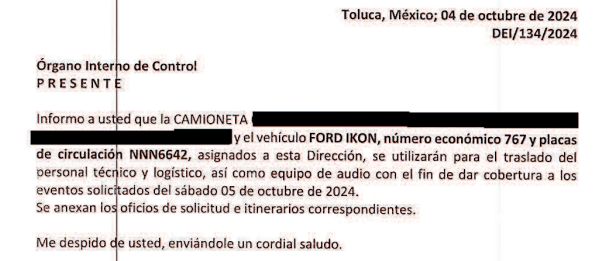 Toluca, México; 04 de octubre de 2024
DEI/134/2024
Órgano Interno de Control
P R E S E N T E
Informo a usted que la CAMIONETA
y el vehículo FORD IKON, número económico 767 y placas
de circulación NNN6642, asignados a esta Dirección, se utilizarán para el traslado del
personal técnico y logístico, así como equipo de audio con el fin de dar cobertura a los
eventos solicitados del sábado 05 de octubre de 2024.
Se anexan los oficios de solicitud e itinerarios correspondientes.
Me despido de usted, enviándole un cordial saludo.